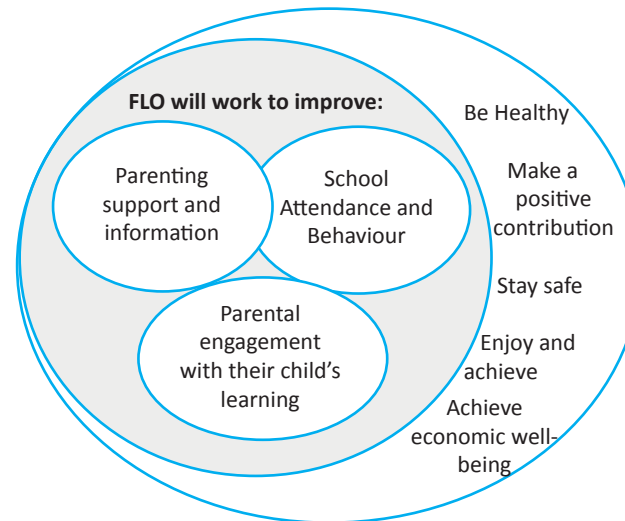 FLO will work to improve:
Parenting
support and
information
School
Attendance and
Behaviour
Parental
engagement
with their child's
learning
Be Healthy
Make a
positive
contribution
Stay safe
Enjoy and
achieve
Achieve
economic well-
being